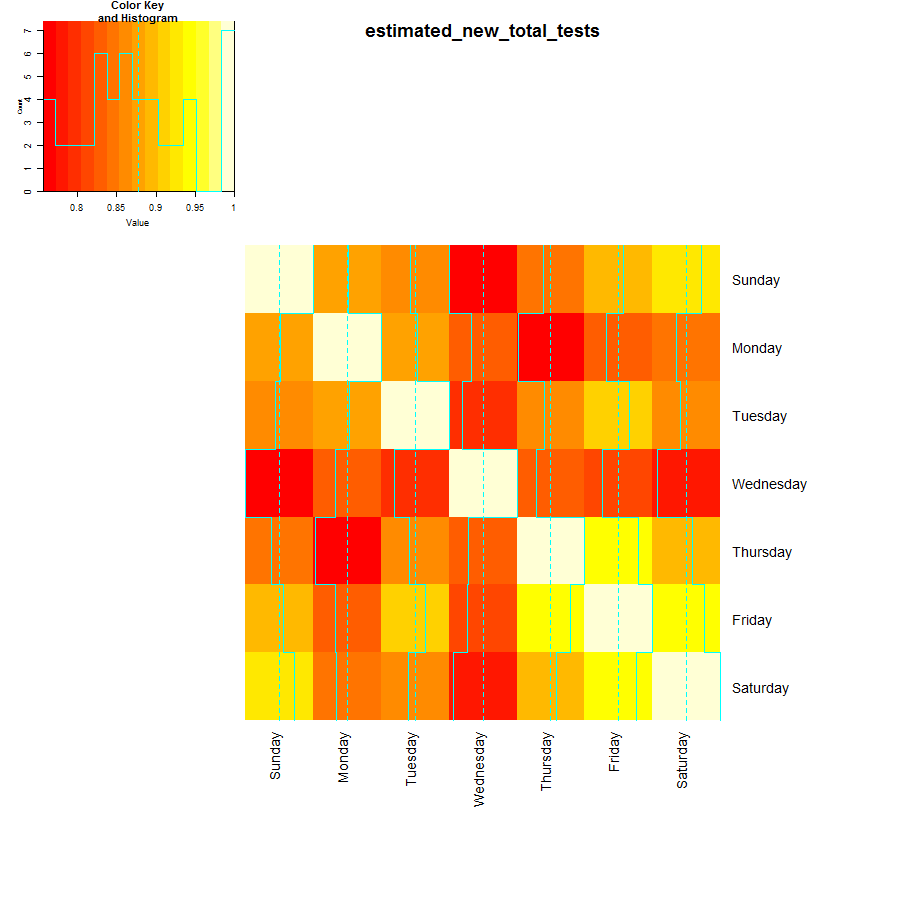 Color Key
and Histogram
estimated_new_total_tests
Count
0 1 2 3 4 5 6 7
0.8 0.85 0.9 0.95 1
Value
Sunday
Monday
Tuesday
Wednesday
Thursday
Friday
Saturday
Sunday Monday Tuesday Wednesday Thursday Friday Saturday